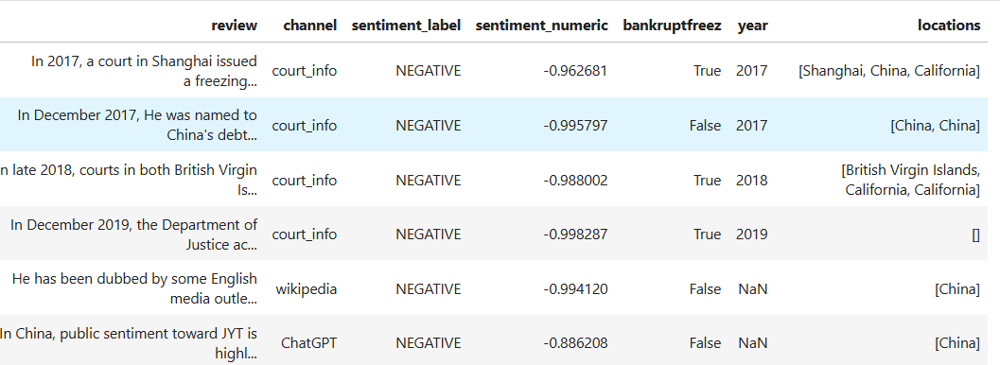 review channel sentiment_label sentiment_numeric bankruptfreez year locations
In 2017, a court in Shanghai issued
a freezing... court_info NEGATIVE -0.962681 True 2017 [Shanghai, China, California]
In December 2017, He was named to
China's debt... court_info NEGATIVE -0.995797 False 2017 [China, China]
n late 2018, courts in both British Virgin
Is... court_info NEGATIVE -0.988002 True 2018 [British Virgin Islands,
California, California]
In December 2019, the Department of
Justice ac... court_info NEGATIVE -0.998287 True 2019 []
He has been dubbed by some English
media outle... wikipedia NEGATIVE -0.994120 False NaN [China]
In China, public sentiment toward JYT is
highl... ChatGPT NEGATIVE -0.886208 False NaN [China]